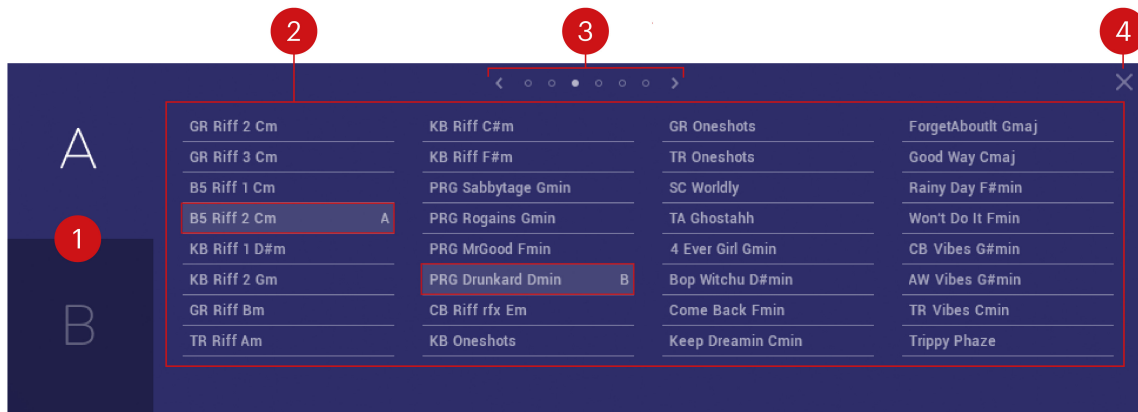 2
3
4
A
1
B
GR Riff 2 Cm
GR Riff 3 Cm
B5 Riff 1 Cm
B5 Riff 2 Cm A
KB Riff 1 D#m
KB Riff 2 Gm
GR Riff Bm
TR Riff Am
KB Riff C#m
KB Riff F#m
PRG Sabbytage Gmin
PRG Rogains Gmin
PRG MrGood Fmin
PRG Drunkard Dmin B
CB Riff rfx Em
KB Oneshots
GR Oneshots
TR Oneshots
SC Worldly
TA Ghostahh
4 Ever Girl Gmin
Bop Witchu D#min
Come Back Fmin
Keep Dreamin Cmin
ForgetAboutIt Gmaj
Good Way Cmaj
Rainy Day F#min
Won't Do It Fmin
CB Vibes G#min
AW Vibes G#min
TR Vibes Cmin
Trippy Phaze